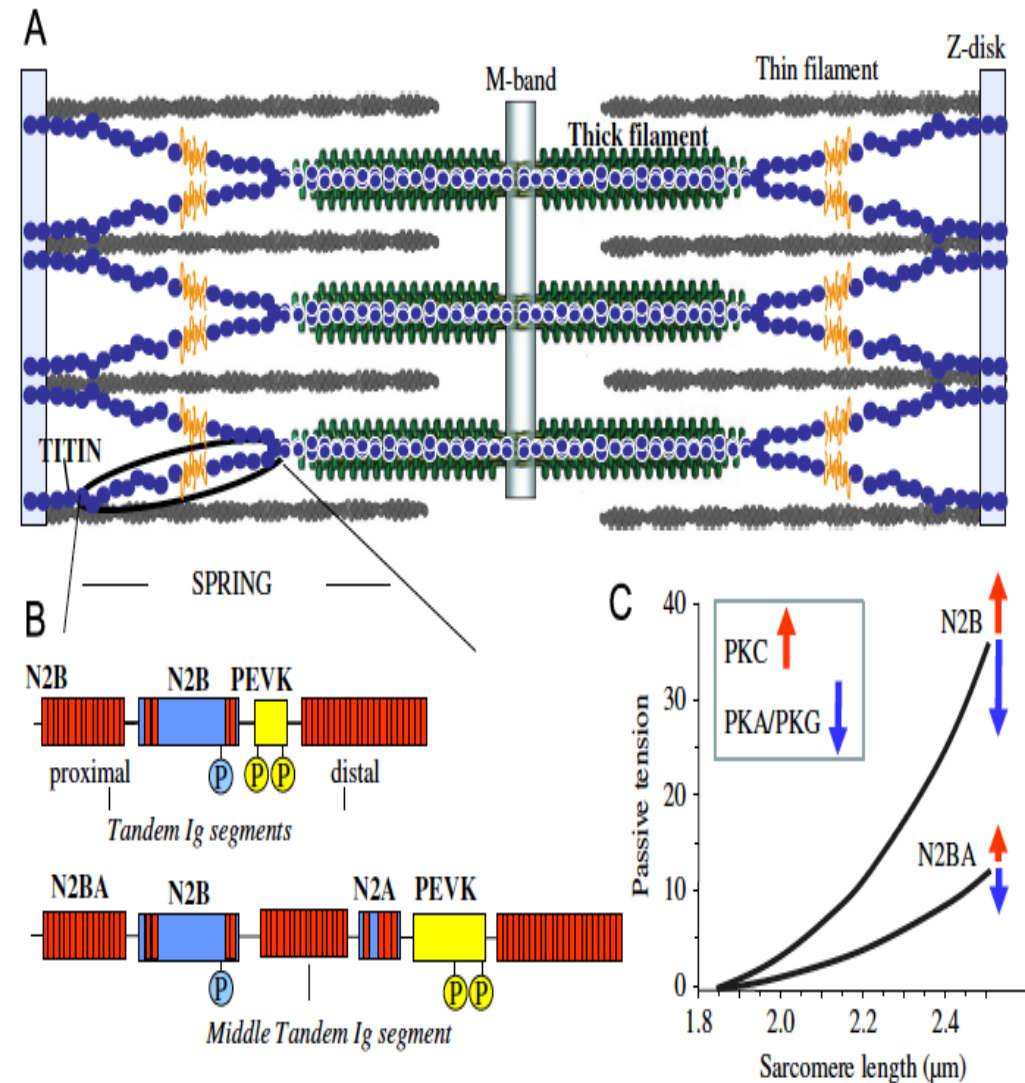 A
Z-disk
M-band
Thin filament
Thick filament
TITIN
SPRING
B
N2B
N2B
PEVK
P
P
P
proximal
distal
Tandem Ig segments
N2BA
N2B
N2A
PEVK
P
P
P
Middle Tandem Ig segment
C
40
30
20
10
0
Passive tension
PKC
PKA/PKG
N2B
N2BA
1.8
2.0
2.2
2.4
Sarcomere length (μm)